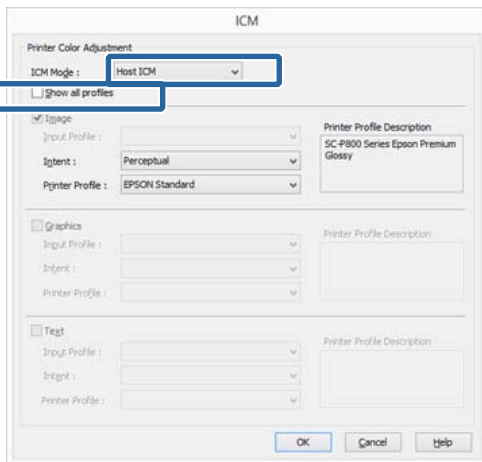 ICM
Printer Color Adjustment
ICM Mode : Host ICM
Show all profiles
Image
Input Profile :
Printer Profile Description
Intent : Perceptual
SC-P800 Series Epson Premium
Glossy
Printer Profile : EPSON Standard
Graphics
Input Profile :
Printer Profile Description
Intent :
Printer Profile :
Text
Input Profile :
Printer Profile Description
Intent :
Printer Profile :
OK Cancel Help